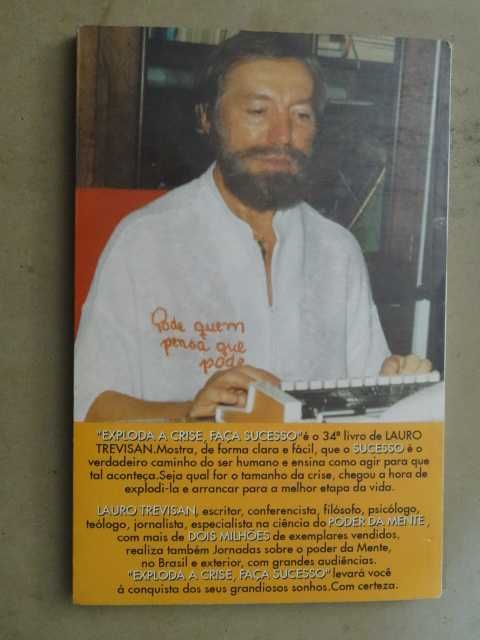 Pode quem
pensa que
pode
"EXPLODA A CRISE, FAÇA SUCESSO"é o 34º livro de LAURO
TREVISAN.Mostra, de forma clara e fácil, que o SUCESSO é o
verdadeiro caminho do ser humano e ensina como agir para que
tal aconteça.Seja qual for o tamanho da crise, chegou a hora de
explodi-la e arrancar para a melhor etapa da vida.
LAURO TREVISAN, escritor, conferencista, filósofo, psicólogo,
teólogo, jornalista, especialista na ciência do PODER DA MENTE,
com mais de DOIS MILHÕES de exemplares vendidos,
realiza também Jornadas sobre o poder da Mente,
no Brasil e exterior, com grandes audiências.
"EXPLODA A CRISE, FAÇA SUCESSO" levará você
à conquista dos seus grandiosos sonhos.Com certeza.